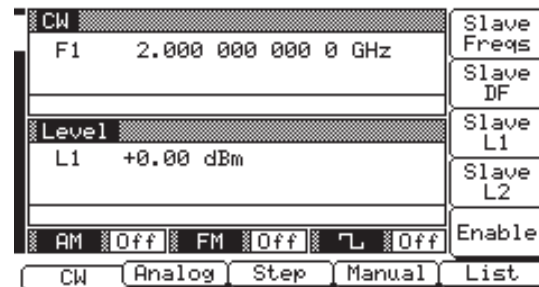 CW
F1 2.000 000 000 0 GHz
Level
L1 +0.00 dBm
AM Off FM Off Off
Slave Freqs
Slave DF
Slave L1
Slave L2
Enable
CW Analog Step Manual List